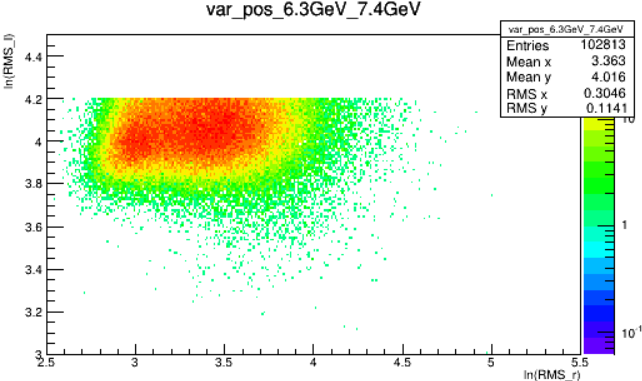 var_pos_6.3GeV_7.4GeV
ln(RMS_l)
var_pos_6.3GeV_7.4GeV
Entries 102813
Mean x 3.363
Mean y 4.016
RMS x 0.3046
RMS y 0.1141
4.4
4.2
4
3.8
3.6
3.4
3.2
3
2.5 3 3.5 4 4.5 5 5.5
ln(RMS_r)
10
1
10-1